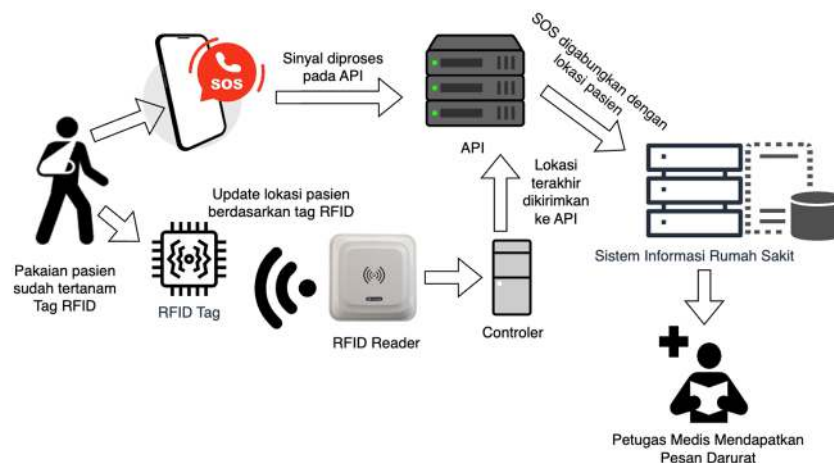 SOS
Sinyal diproses
pada API
API
SOS digabungkan dengan
lokasi pasien
Lokasi
terakhir
dikirimkan
ke API
Update lokasi pasien
berdasarkan tag RFID
Pakaian pasien
sudah tertanam
Tag RFID
RFID Tag
RFID Reader
Controler
Sistem Informasi Rumah Sakit
Petugas Medis Mendapatkan
Pesan Darurat